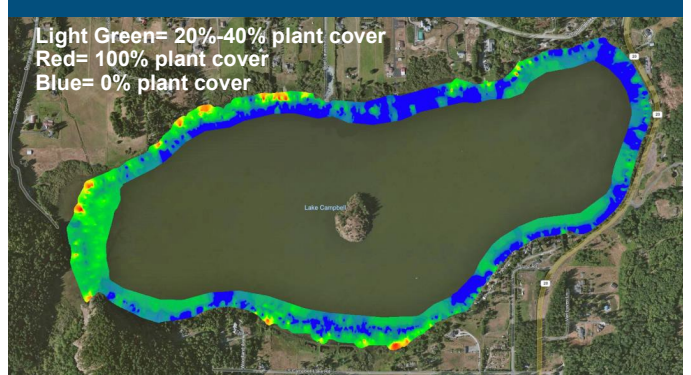 Light Green= 20%-40% plant cover
Red= 100% plant cover
Blue= 0% plant cover
Lake Campbell